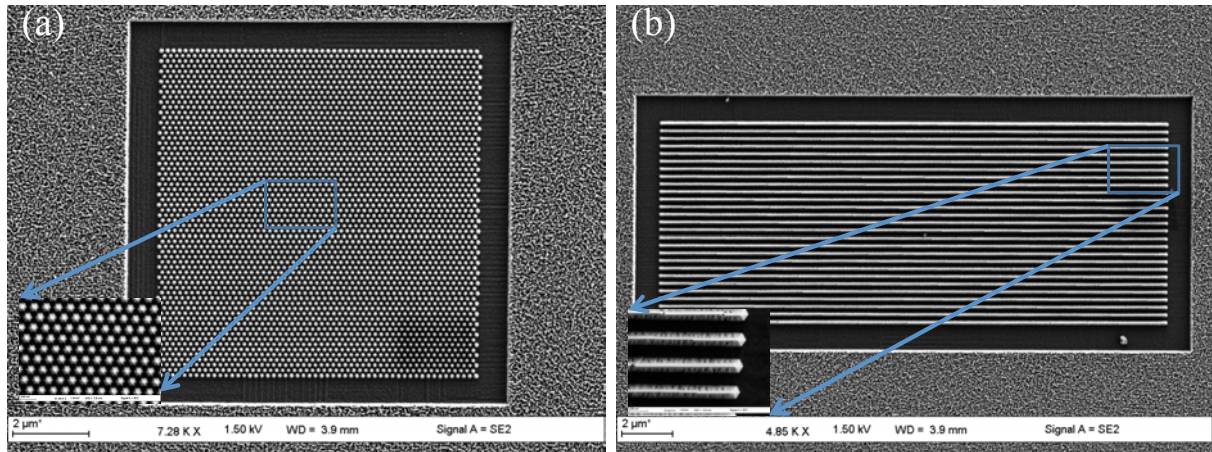 (a)
(b)
2 µm*
7.28 K X 1.50 kV WD = 3.9 mm Signal A = SE2
2 µm*
4.85 K X 1.50 kV WD = 3.9 mm Signal A = SE2